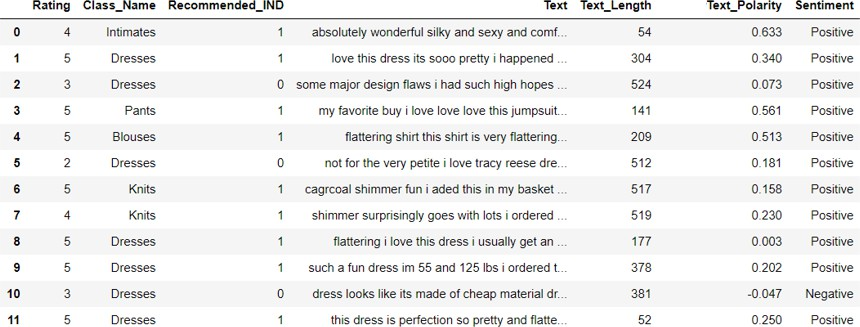 Rating Class_Name Recommended_IND Text Text_Length Text_Polarity Sentiment
0 4 Intimates 1 absolutely wonderful silky and sexy and comf... 54 0.633 Positive
1 5 Dresses 1 love this dress its sooo pretty i happened ... 304 0.340 Positive
2 3 Dresses 0 some major design flaws i had such high hopes ... 524 0.073 Positive
3 5 Pants 1 my favorite buy i love love love this jumpsuit... 141 0.561 Positive
4 5 Blouses 1 flattering shirt this shirt is very flattering... 209 0.513 Positive
5 2 Dresses 0 not for the very petite i love tracy reese dre... 512 0.181 Positive
6 5 Knits 1 cagrcoal shimmer fun i aded this in my basket ... 517 0.158 Positive
7 4 Knits 1 shimmer surprisingly goes with lots i ordered ... 519 0.230 Positive
8 5 Dresses 1 flattering i love this dress i usually get an ... 177 0.003 Positive
9 5 Dresses 1 such a fun dress im 55 and 125 lbs i ordered t... 378 0.202 Positive
10 3 Dresses 0 dress looks like its made of cheap material dr... 381 -0.047 Negative
11 5 Dresses 1 this dress is perfection so pretty and flatte... 52 0.250 Positive